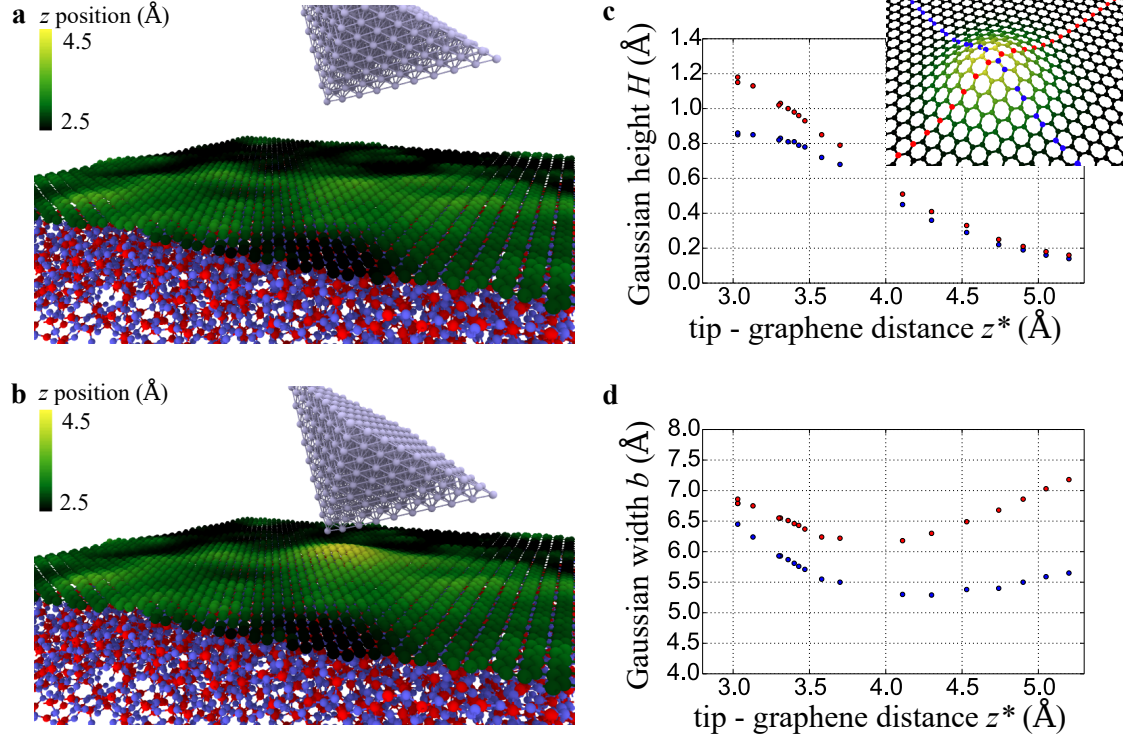 a
z position (Å)
4.5
2.5
b
z position (Å)
4.5
2.5
c
Gaussian height H (Å)
1.4
1.2
1.0
0.8
0.6
0.4
0.2
0.0
3.0 3.5 4.0 4.5 5.0
tip - graphene distance z* (Å)
d
Gaussian width b (Å)
8.0
7.5
7.0
6.5
6.0
5.5
5.0
4.5
4.0
3.0 3.5 4.0 4.5 5.0
tip - graphene distance z* (Å)